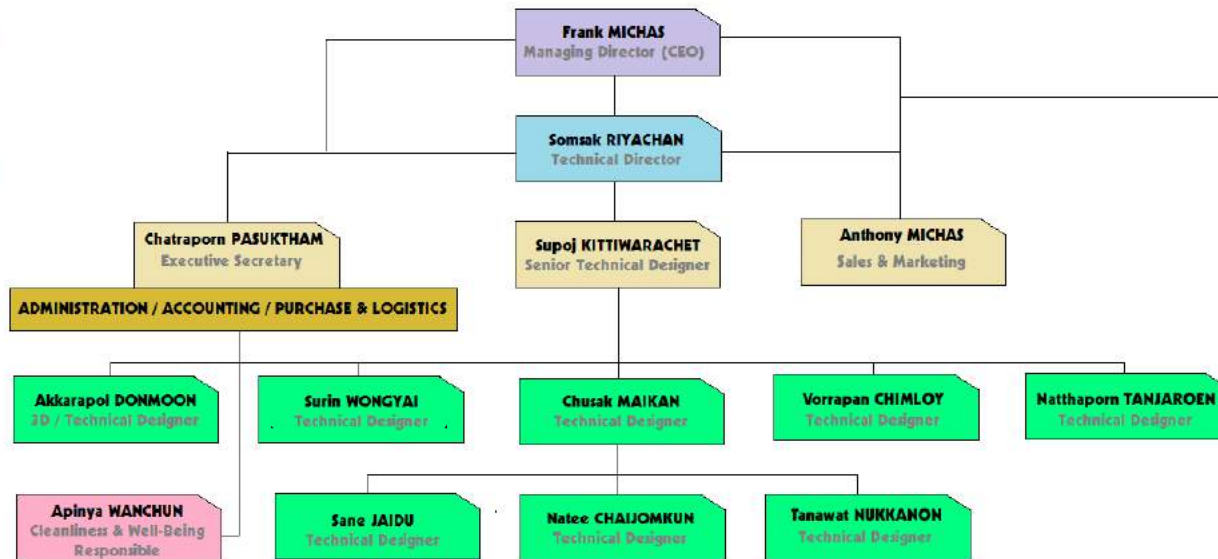 Frank MICHAS
Managing Director (CEO)
Somsak RIYACHAN
Technical Director
Chatraporn PASUKTHAM
Executive Secretary
ADMINISTRATION / ACCOUNTING / PURCHASE & LOGISTICS
Supoj KITTIWARACHET
Senior Technical Designer
Anthony MICHAS
Sales & Marketing
Akkarapol DONMOON
3D / Technical Designer
Surin WONGYAI
Technical Designer
Chusak MAIKAN
Technical Designer
Vorrapan CHIMLOY
Technical Designer
Natthaporn TANJAROEN
Technical Designer
Apinya WANCHUN
Cleanliness & Well-Being
Responsible
Sane JAIDU
Technical Designer
Natee CHAIJOMKUN
Technical Designer
Tanawat NUKKANON
Technical Designer